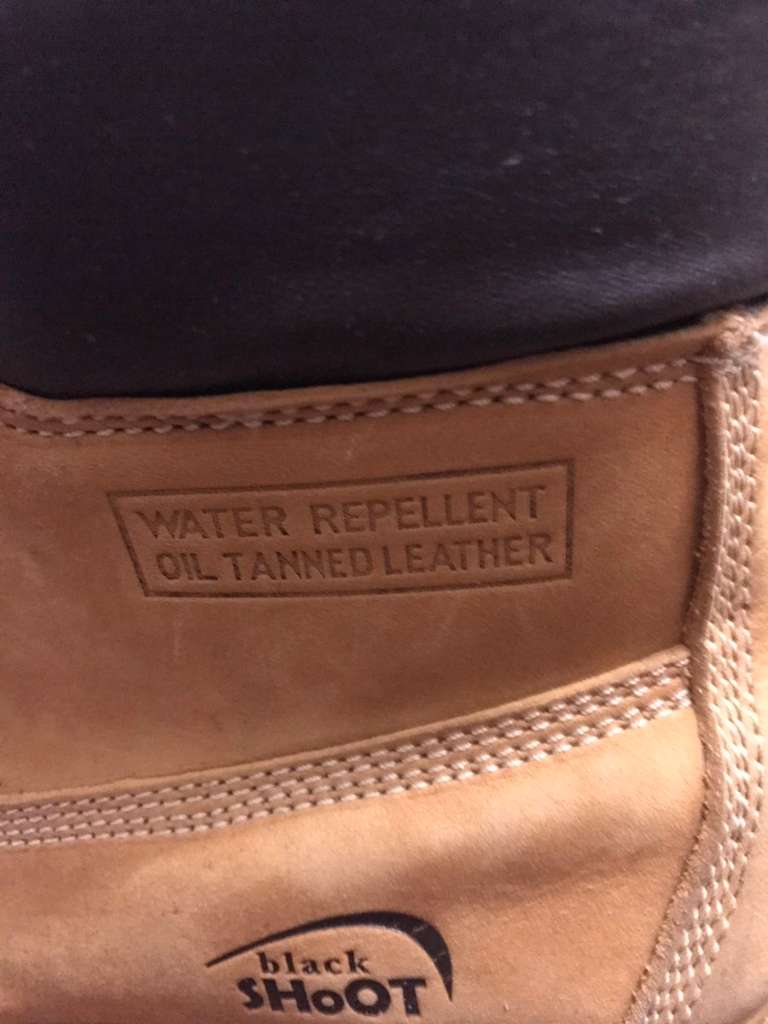 WATER REPELLENT
OIL TANNED LEATHER
black
SHoOT